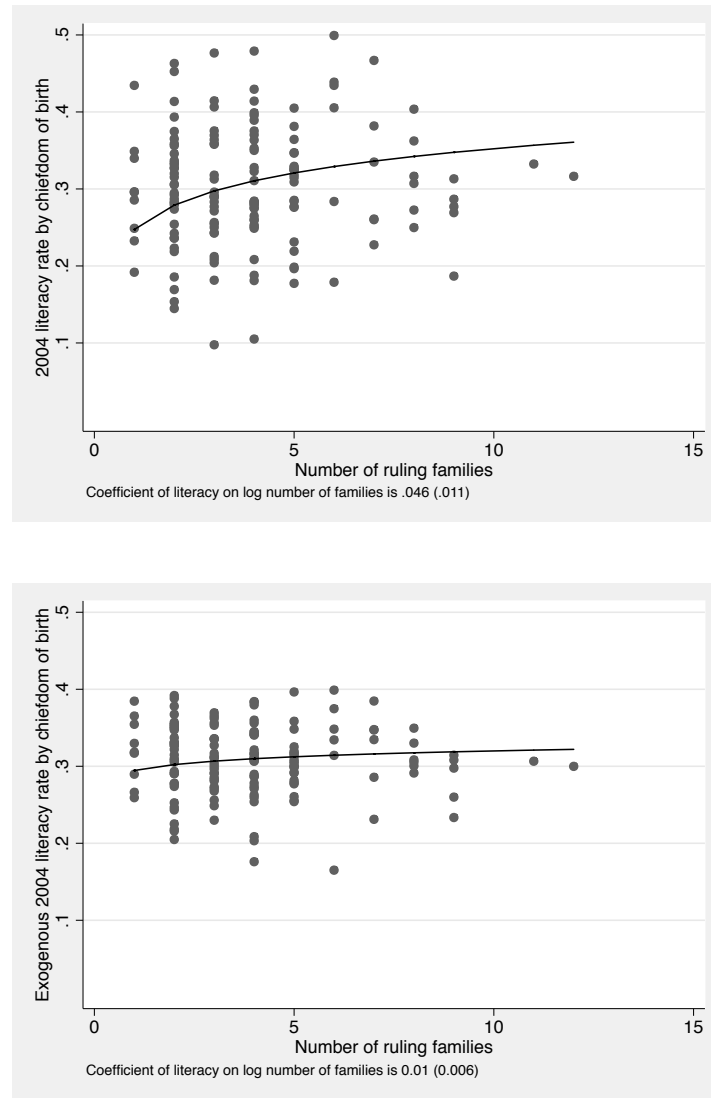 2004 literacy rate by chiefdom of birth
.5
.4
.3
.2
.1
0 5 10 15
Number of ruling families
Coefficient of literacy on log number of families is .046 (.011)
Exogenous 2004 literacy rate by chiefdom of birth
.5
.4
.3
.2
.1
0 5 10 15
Number of ruling families
Coefficient of literacy on log number of families is 0.01 (0.006)